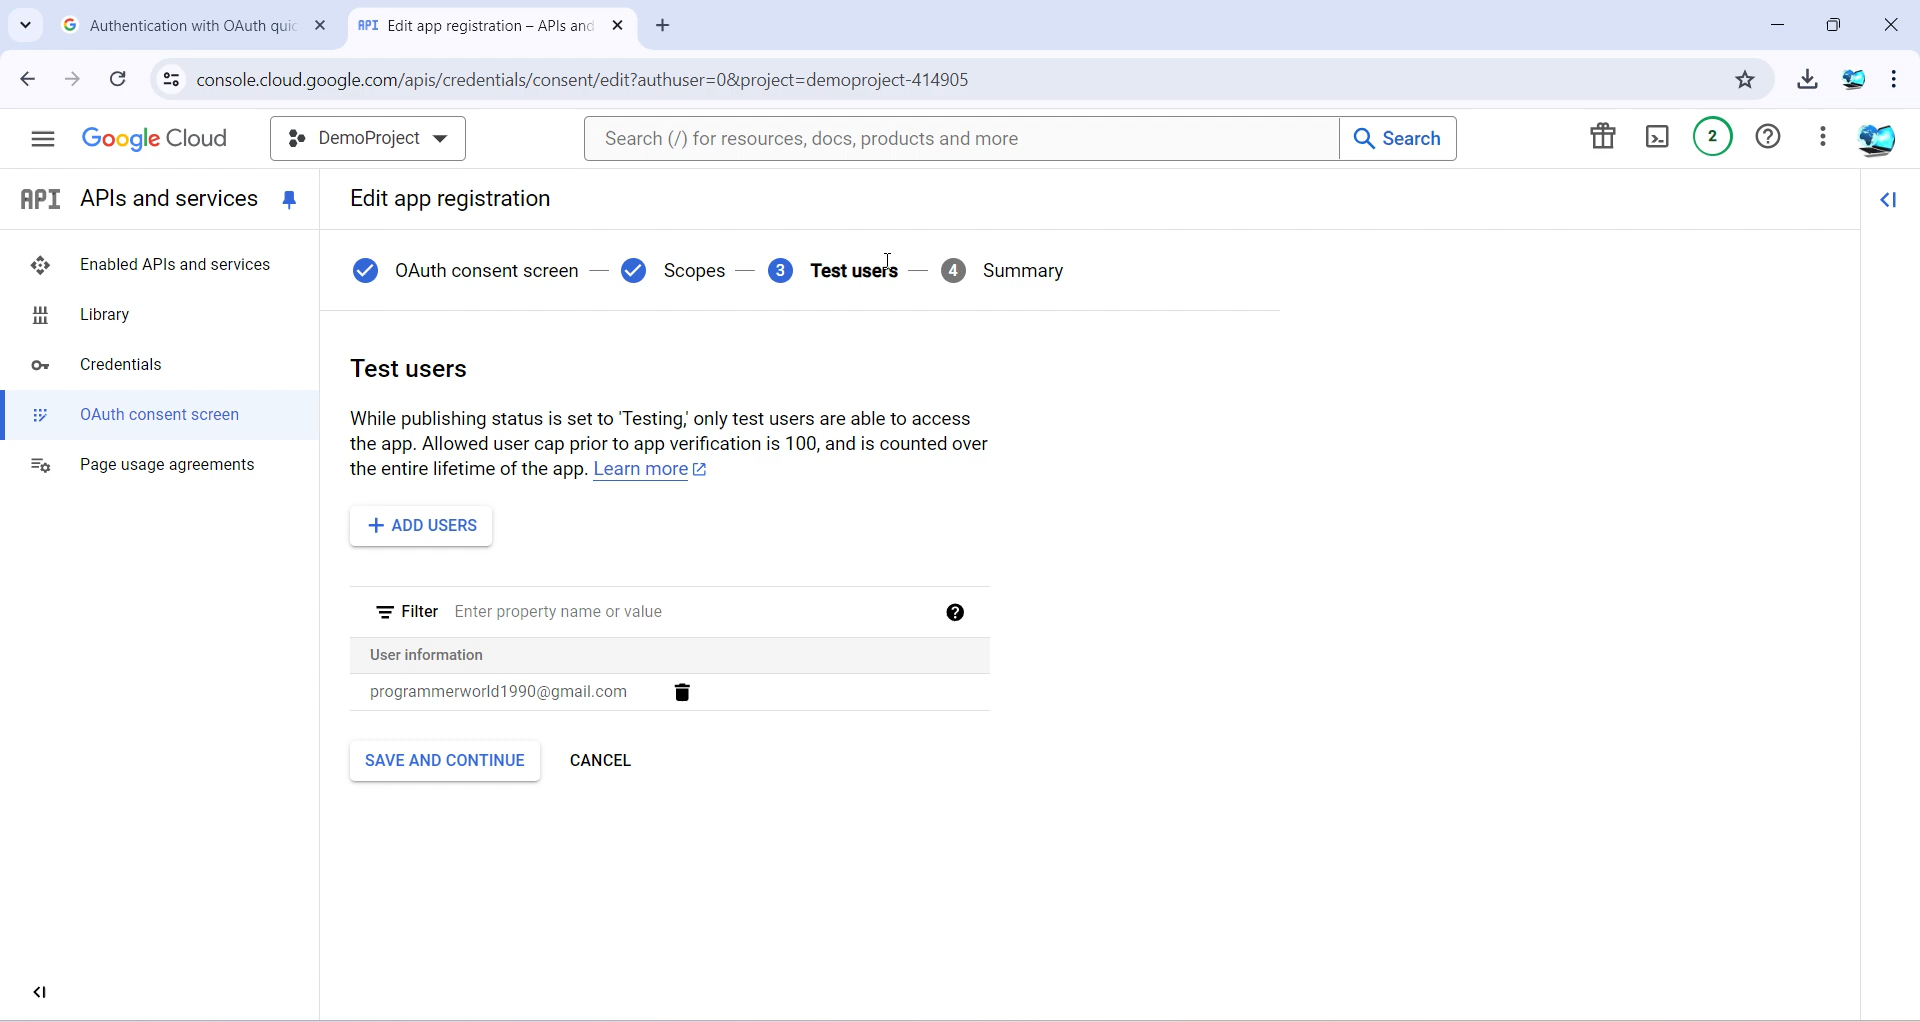 Authentication with OAuth quic
API Edit app registration – APIs and
console.cloud.google.com/apis/credentials/consent/edit?authuser=0&project=demoproject-414905
Google Cloud
DemoProject
Search (/) for resources, docs, products and more
Search
2
API APIs and services
Edit app registration
Enabled APIs and services
Library
Credentials
OAuth consent screen
Page usage agreements
OAuth consent screen — Scopes — 3 Test users — 4 Summary
Test users
While publishing status is set to 'Testing,' only test users are able to access
the app. Allowed user cap prior to app verification is 100, and is counted over
the entire lifetime of the app. Learn more
+ ADD USERS
Filter Enter property name or value
User information
programmerworld1990@gmail.com
SAVE AND CONTINUE CANCEL